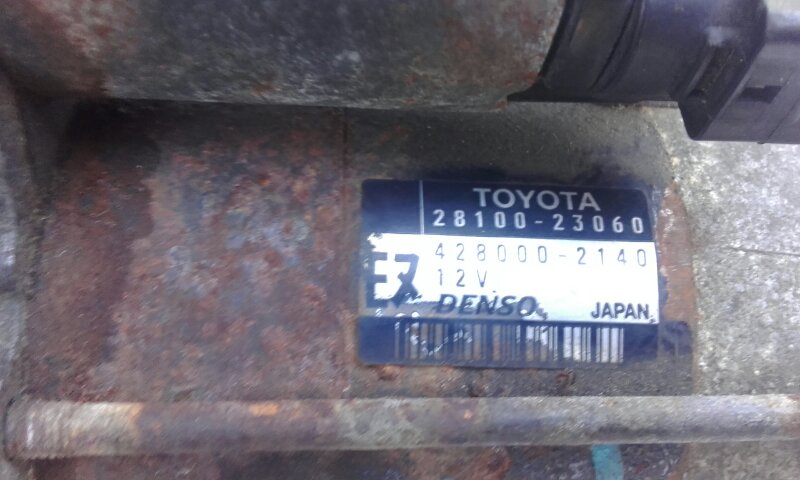 TOYOTA
28100-23060
428000-2140
12V
DENSO
JAPAN